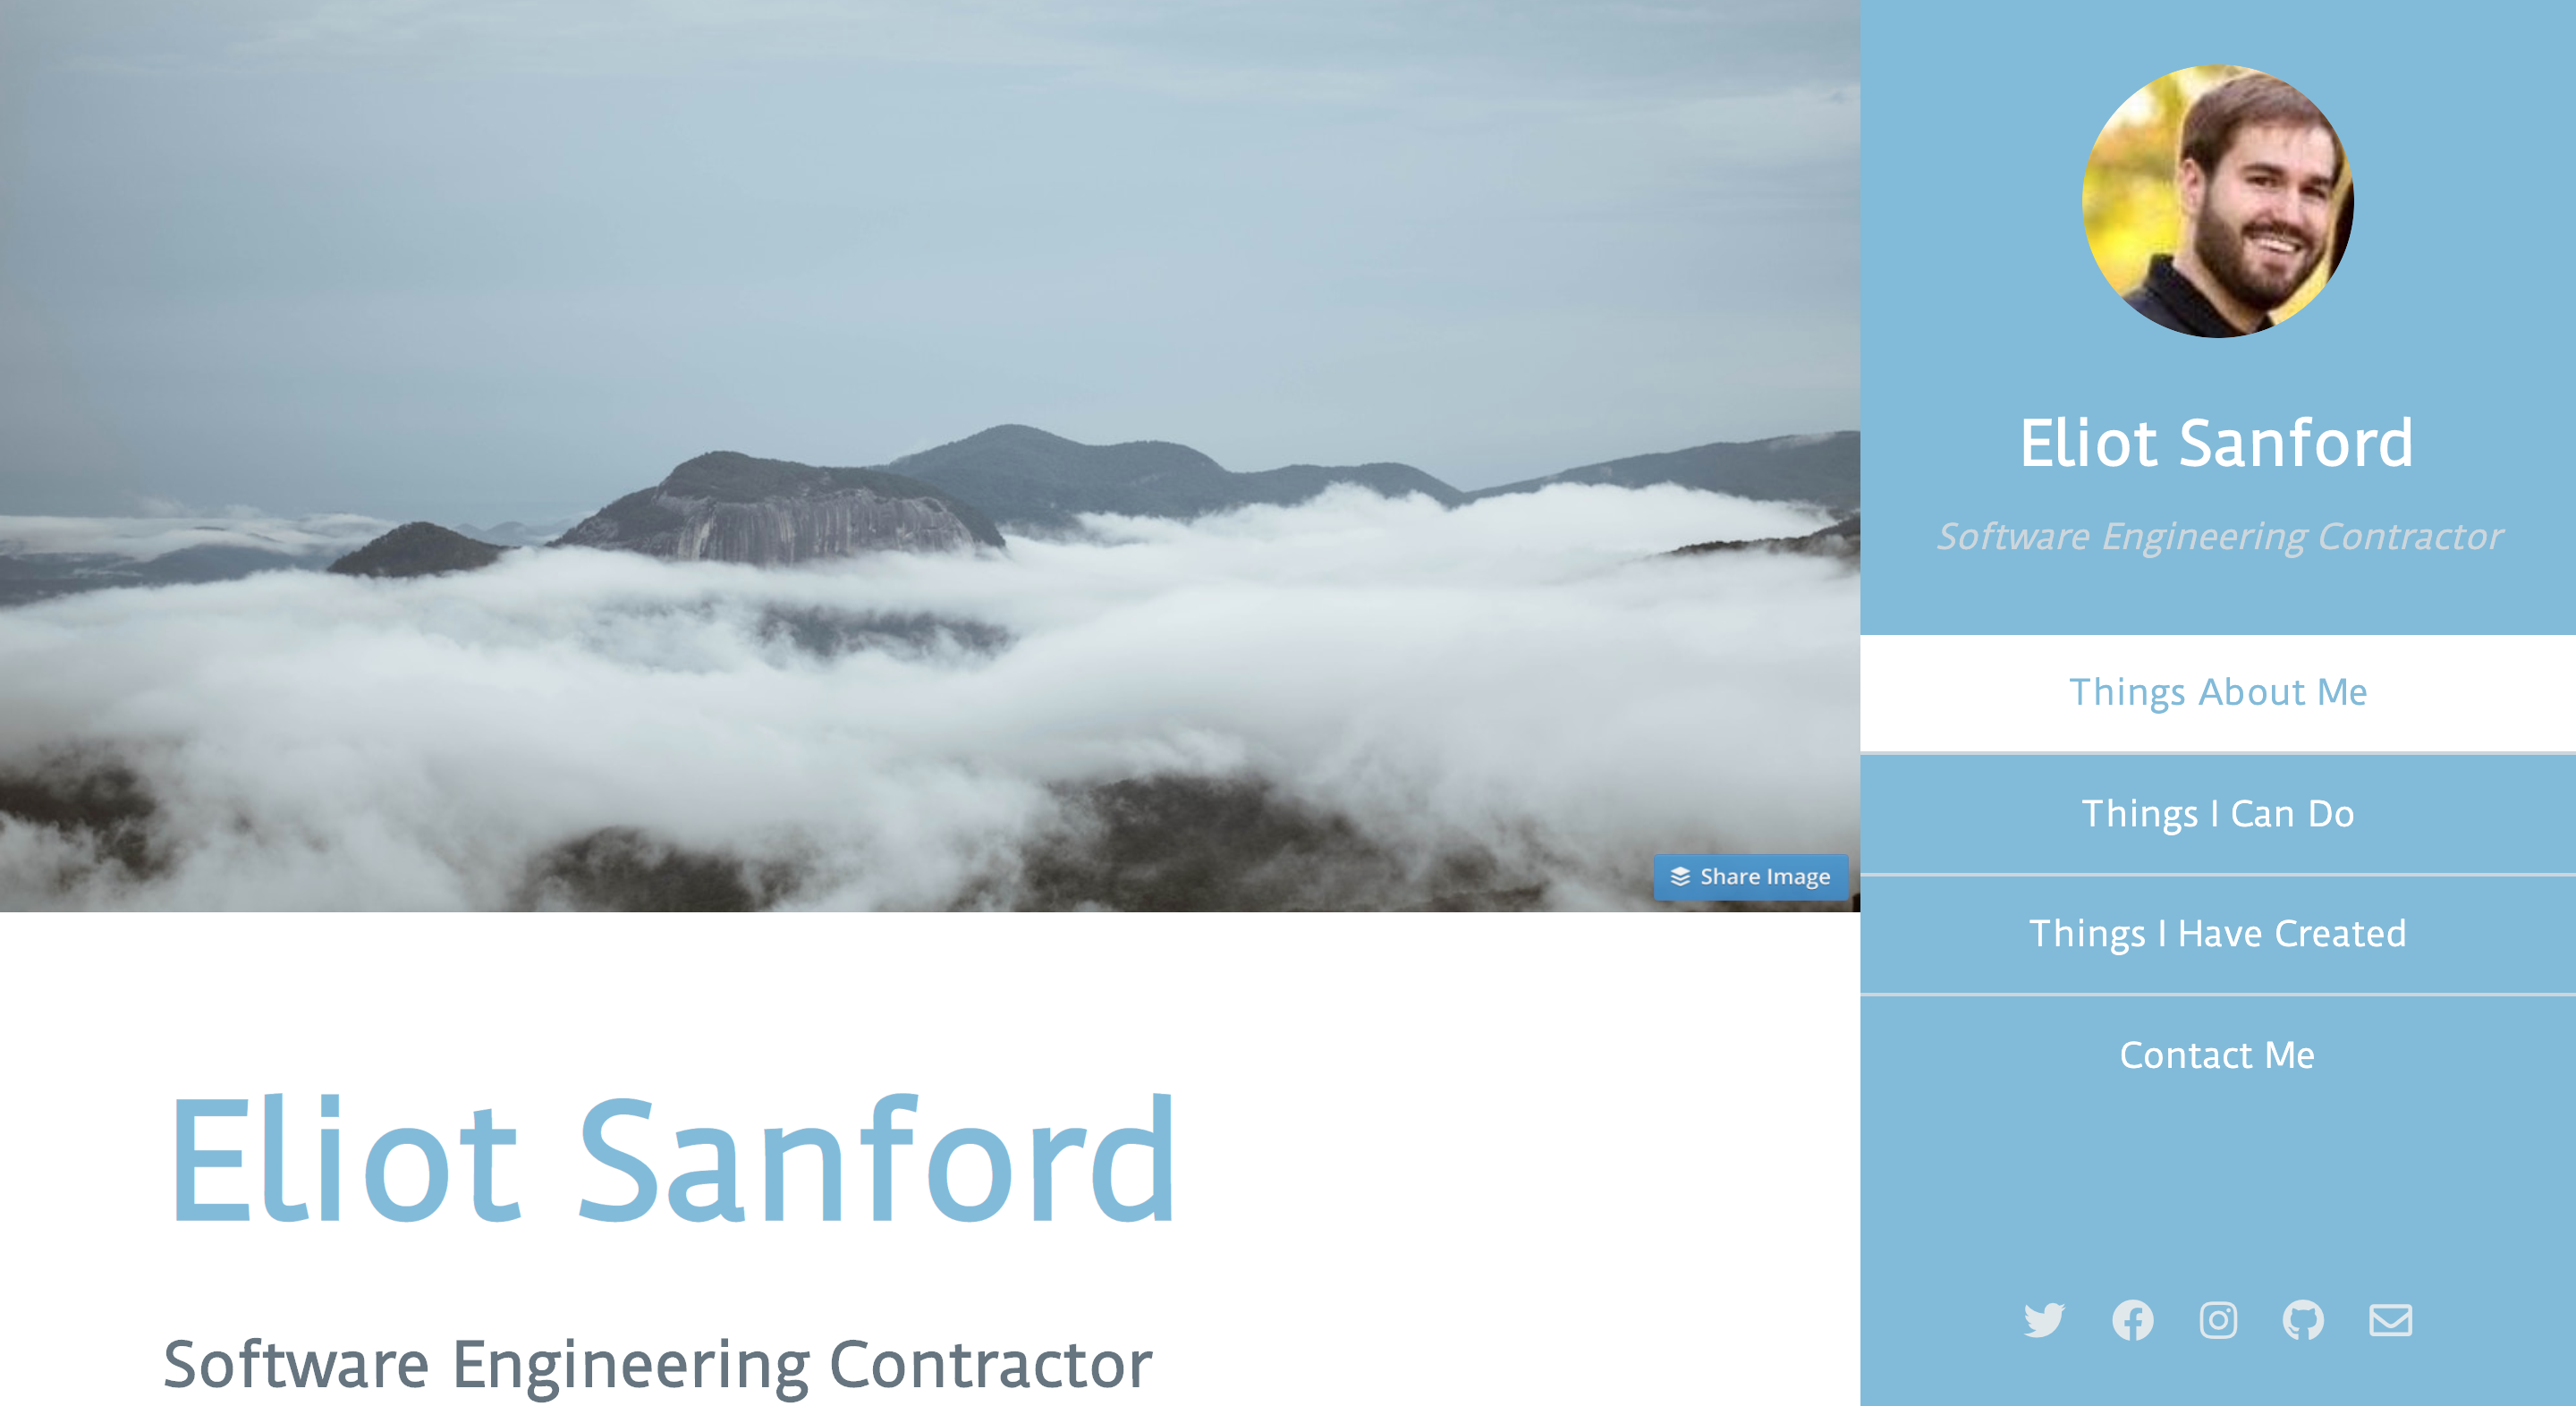 Share Image
Eliot Sanford
Software Engineering Contractor
Eliot Sanford
Software Engineering Contractor
Things About Me
Things I Can Do
Things I Have Created
Contact Me